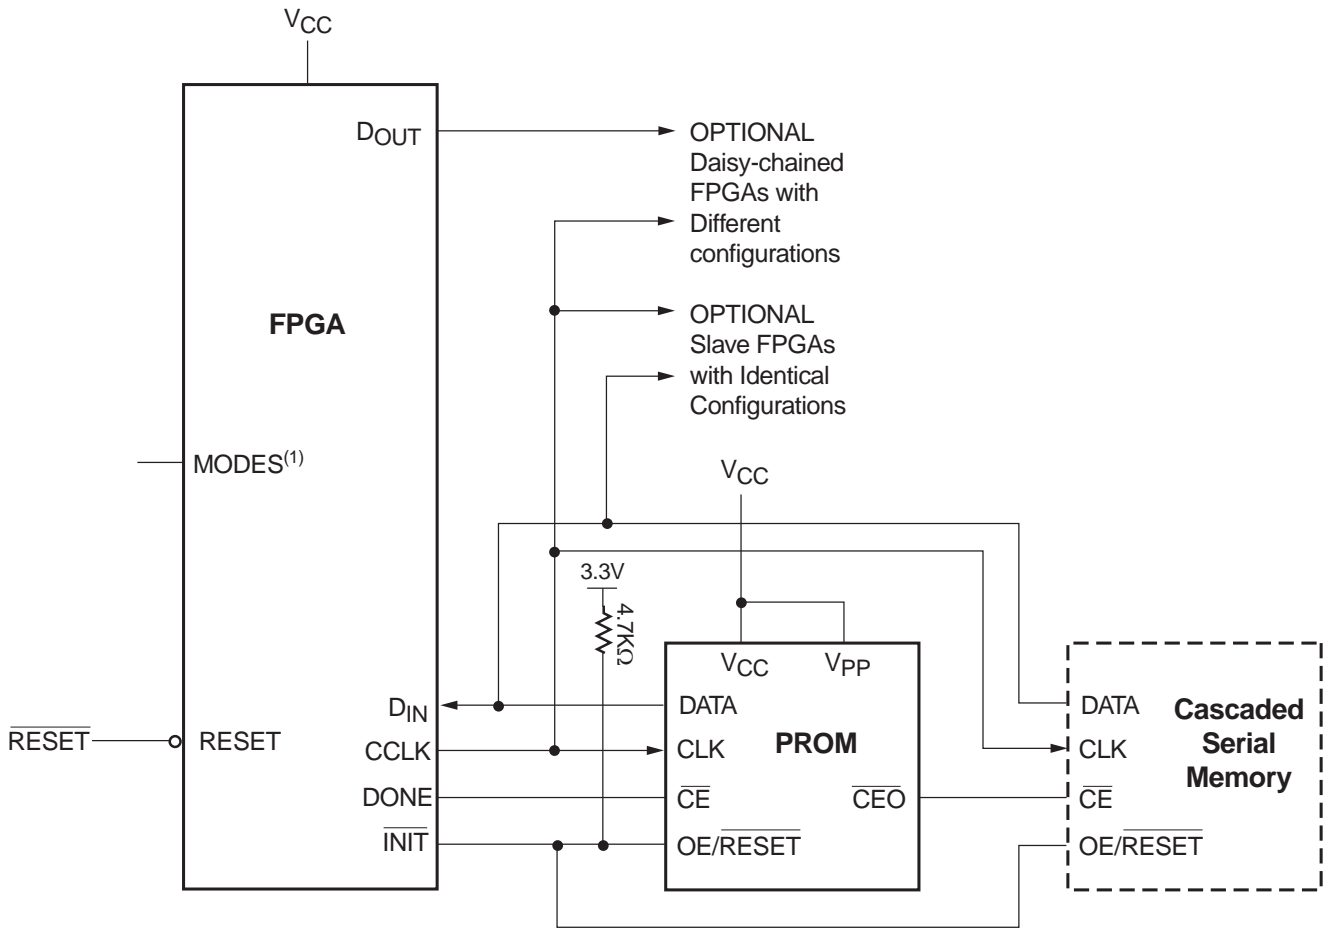 VCC
DOUT
OPTIONAL
Daisy-chained
FPGAs with
Different
configurations
FPGA
OPTIONAL
Slave FPGAs
with Identical
Configurations
MODES(1)
VCC
3.3V
4.7KΩ
VCC
VPP
DIN
DATA
DATA
Cascaded
Serial
Memory
RESET
RESET
CCLK
CLK
PROM
CLK
DONE
CE
CEO
CE
INIT
OE/RESET
OE/RESET